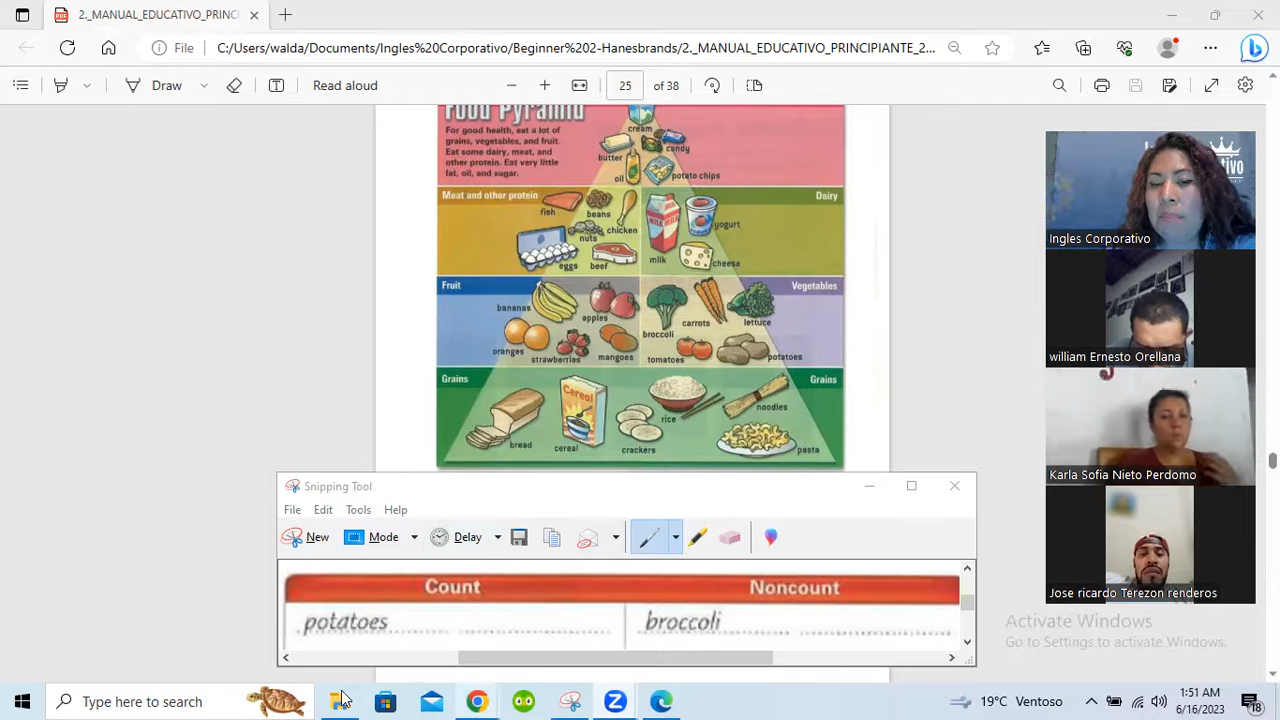 2._MANUAL_EDUCATIVO_PRINCI
File
C:/Users/walda/Documents/Ingles%20Corporativo/Beginner%202-Hanesbrands/2._MANUAL_EDUCATIVO_PRINCIPIANTE_2...
Draw
Read aloud
25
of 38
Food Pyramid
For good health, eat a lot of
grains, vegetables, and fruit.
Eat some dairy, meat, and
other protein. Eat very little
fat, oil, and sugar.
cream
butter
candy
oil
potato chips
Meat and other protein
Dairy
fish
beans
chicken
nuts
eggs
beef
milk
yogurt
cheese
Fruit
Vegetables
bananas
apples
oranges
strawberries
mangoes
broccoli
carrots
lettuce
tomatoes
potatoes
Grains
Grains
bread
Cereal
cereal
crackers
rice
noodles
pasta
Snipping Tool
File
Edit
Tools
Help
New
Mode
Delay
Count
Noncount
potatoes
broccoli
Ingles Corporativo
william Ernesto Orellana
Karla Sofia Nieto Perdomo
Jose ricardo Terezon renderos
Activate Windows
Go to Settings to activate Windows.
Type here to search
19°C Ventoso
1:51 AM
6/16/2023
18